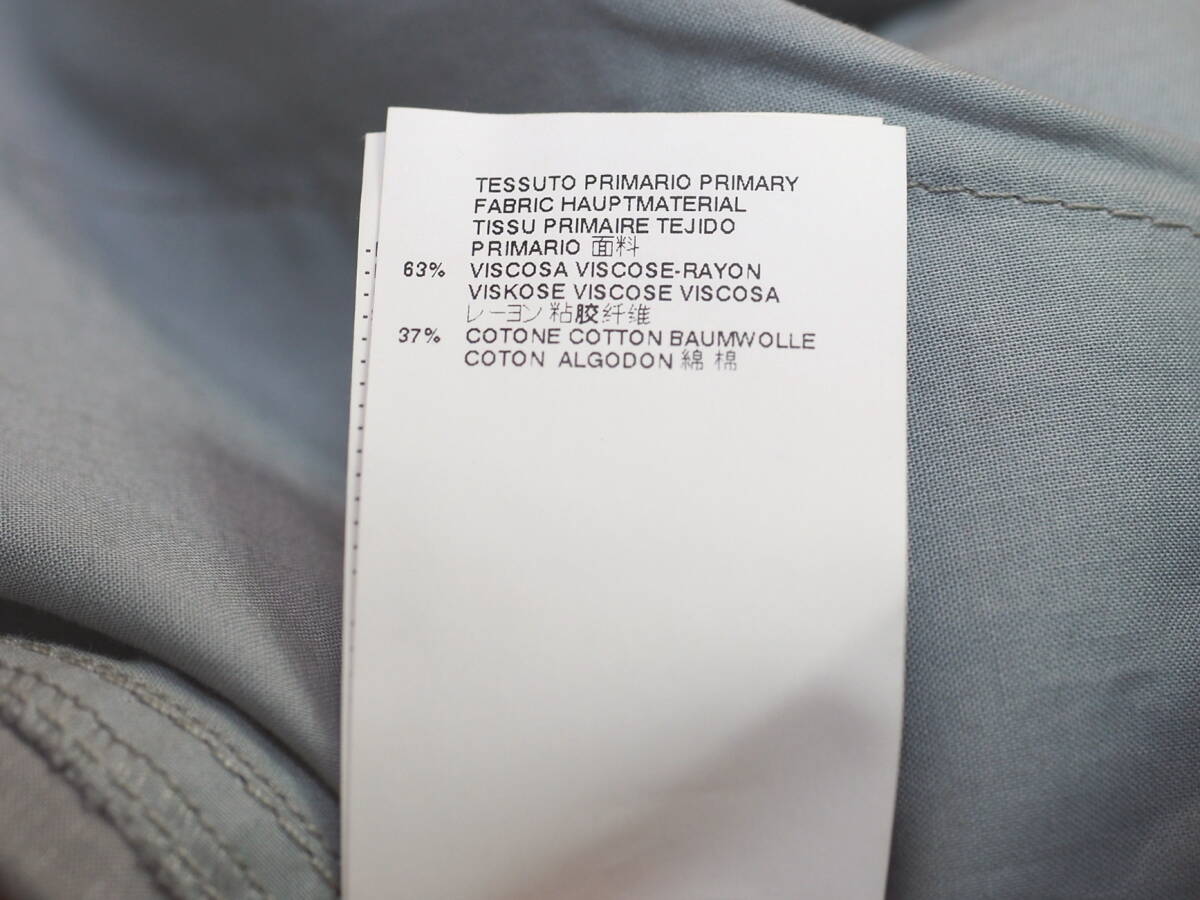 TESSUTO PRIMARIO PRIMARY
FABRIC HAUPTMATERIAL
TISSU PRIMAIRE TEJIDO
PRIMARIO 面料
63% VISCOSA VISCOSE-RAYON
VISKOSE VISCOSE VISCOSA
レーヨン 粘胶纤维
37% COTONE COTTON BAUMWOLLE
COTON ALGODON 綿 棉